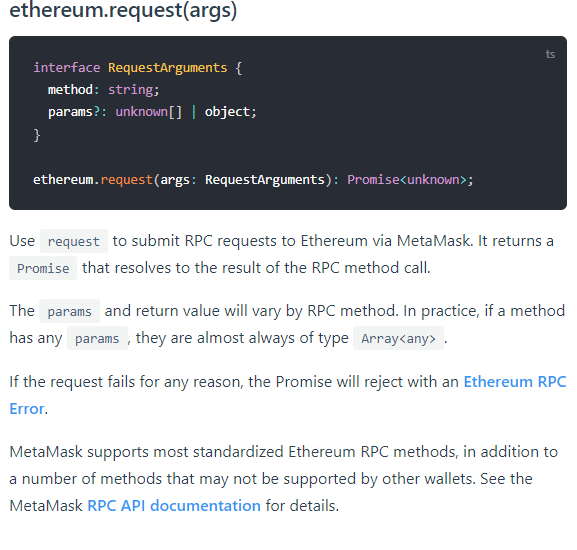 ethereum.request(args)
ts
interface RequestArguments {
  method: string;
  params?: unknown[] | object;
}
ethereum.request(args: RequestArguments): Promise<unknown>;
Use request to submit RPC requests to Ethereum via MetaMask. It returns a
Promise that resolves to the result of the RPC method call.
The params and return value will vary by RPC method. In practice, if a method
has any params , they are almost always of type Array<any> .
If the request fails for any reason, the Promise will reject with an Ethereum RPC
Error.
MetaMask supports most standardized Ethereum RPC methods, in addition to
a number of methods that may not be supported by other wallets. See the
MetaMask RPC API documentation for details.